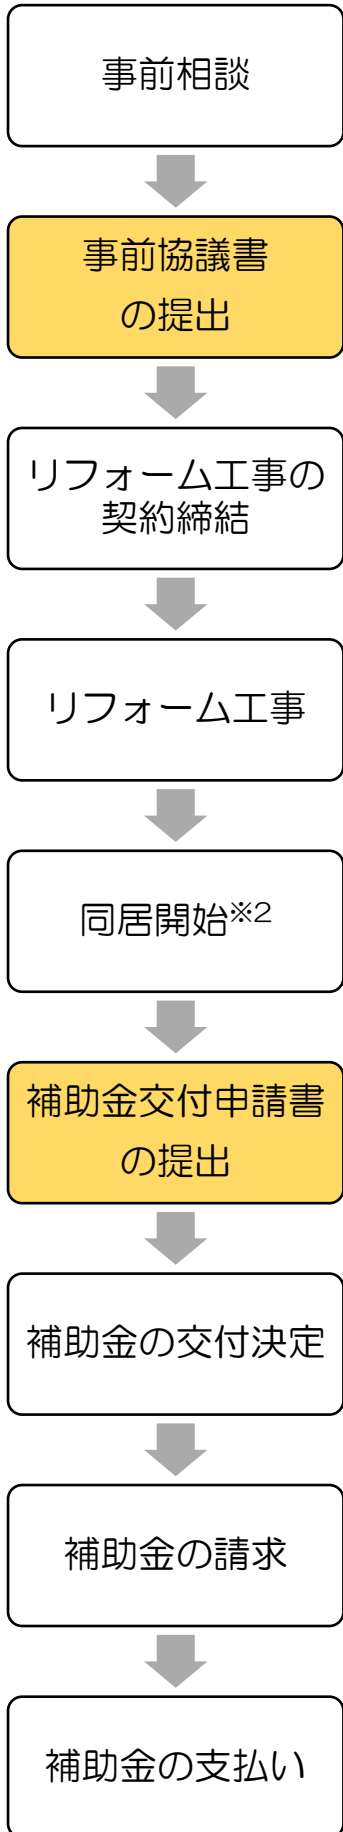 事前相談
事前協議書
の提出
リフォーム工事の
契約締結
リフォーム工事
同居開始※2
補助金交付申請書
の提出
補助金の交付決定
補助金の請求
補助金の支払い